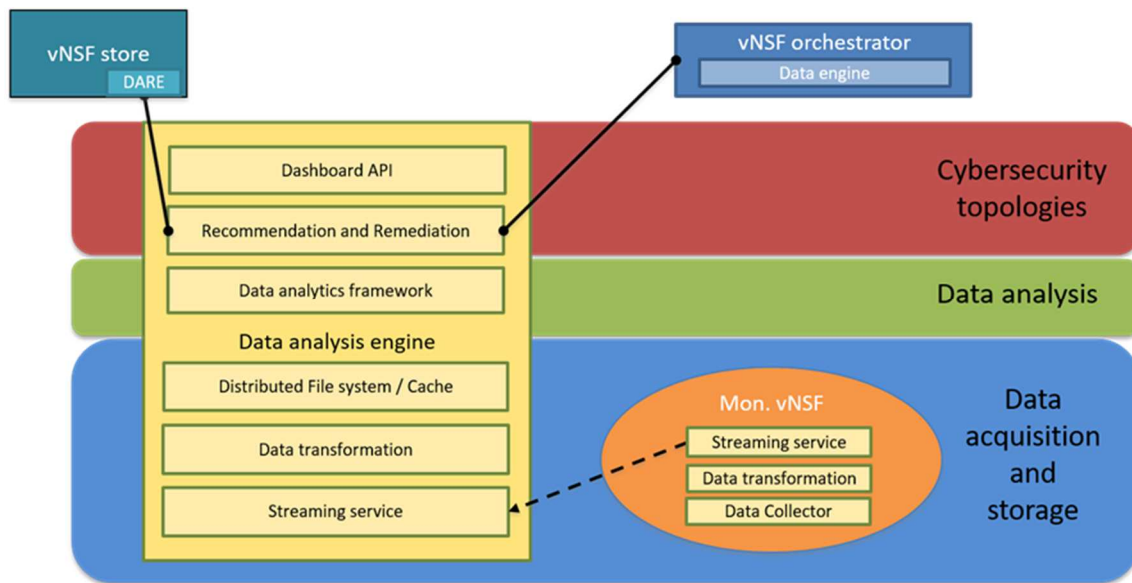 vNSF store
DARE
vNSF orchestrator
Data engine
Dashboard API
Recommendation and Remediation
Data analytics framework
Data analysis engine
Distributed File system / Cache
Data transformation
Streaming service
Mon. vNSF
Streaming service
Data transformation
Data Collector
Cybersecurity
topologies
Data analysis
Data
acquisition
and
storage